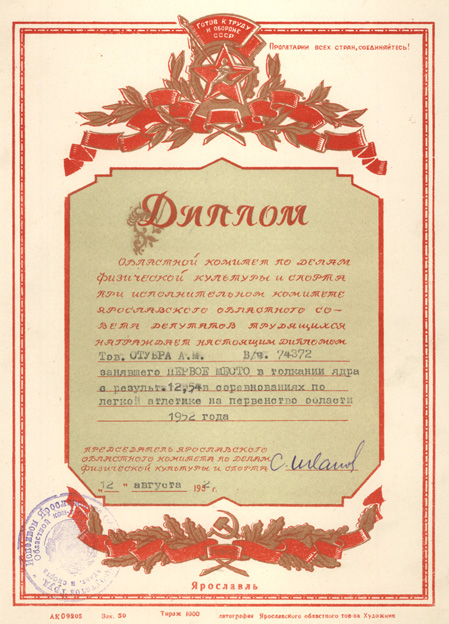 ГОТОВ К ТРУДУ
И ОБОРОНЕ
СССР
ПРОЛЕТАРИИ ВСЕХ СТРАН, СОЕДИНЯЙТЕСЬ!
ДИПЛОМ
ОБЛАСТНОЙ КОМИТЕТ ПО ДЕЛАМ
ФИЗИЧЕСКОЙ КУЛЬТУРЫ И СПОРТА
ПРИ ИСПОЛНИТЕЛЬНОМ КОМИТЕТЕ
ЯРОСЛАВСКОГО ОБЛАСТНОГО СО-
ВЕТА ДЕПУТАТОВ ТРУДЯЩИХСЯ
НАГРАЖДАЕТ НАСТОЯЩИМ ДИПЛОМОМ
Тов. ОТУБРА А.М. В/ч. 74372
занявшего ПЕРВОЕ МЕСТО в толкании ядра
с результ. 12,54 в соревнованиях по
легкой атлетике на первенство области
1952 года
ПРЕДСЕДАТЕЛЬ ЯРОСЛАВСКОГО
ОБЛАСТНОГО КОМИТЕТА ПО ДЕЛАМ
ФИЗИЧЕСКОЙ КУЛЬТУРЫ И СПОРТА
„12" августа 1952 г.
Ярославль
АК09805 Зак. 59 Тираж 1000 литография Ярославского областного тов-ва Художник